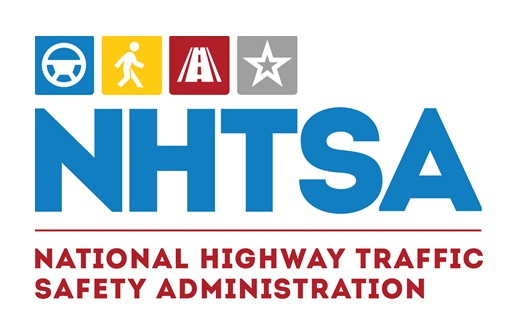 NHTSA
NATIONAL HIGHWAY TRAFFIC
SAFETY ADMINISTRATION